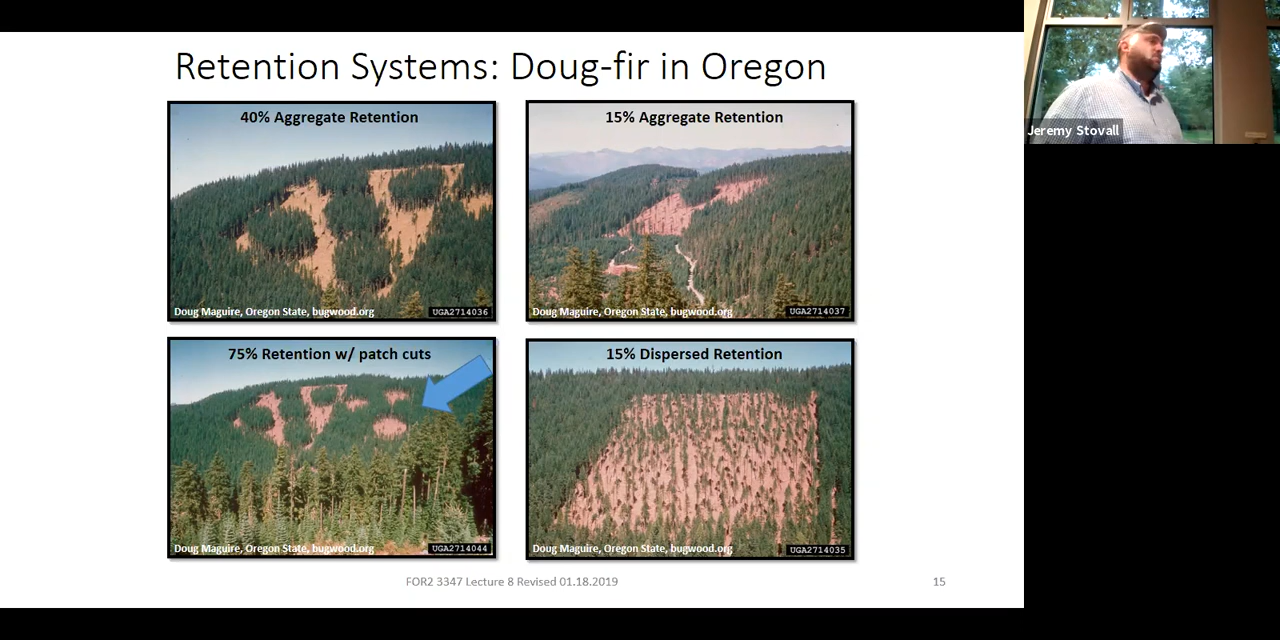 Retention Systems: Doug-fir in Oregon
40% Aggregate Retention
Doug Maguire, Oregon State, bugwood.org
UGA2714036
15% Aggregate Retention
Doug Maguire, Oregon State, bugwood.org
UGA2714037
75% Retention w/ patch cuts
Doug Maguire, Oregon State, bugwood.org
UGA2714044
15% Dispersed Retention
Doug Maguire, Oregon State, bugwood.org
UGA2714035
FOR2 3347 Lecture 8 Revised 01.18.2019
15
Jeremy Stovall